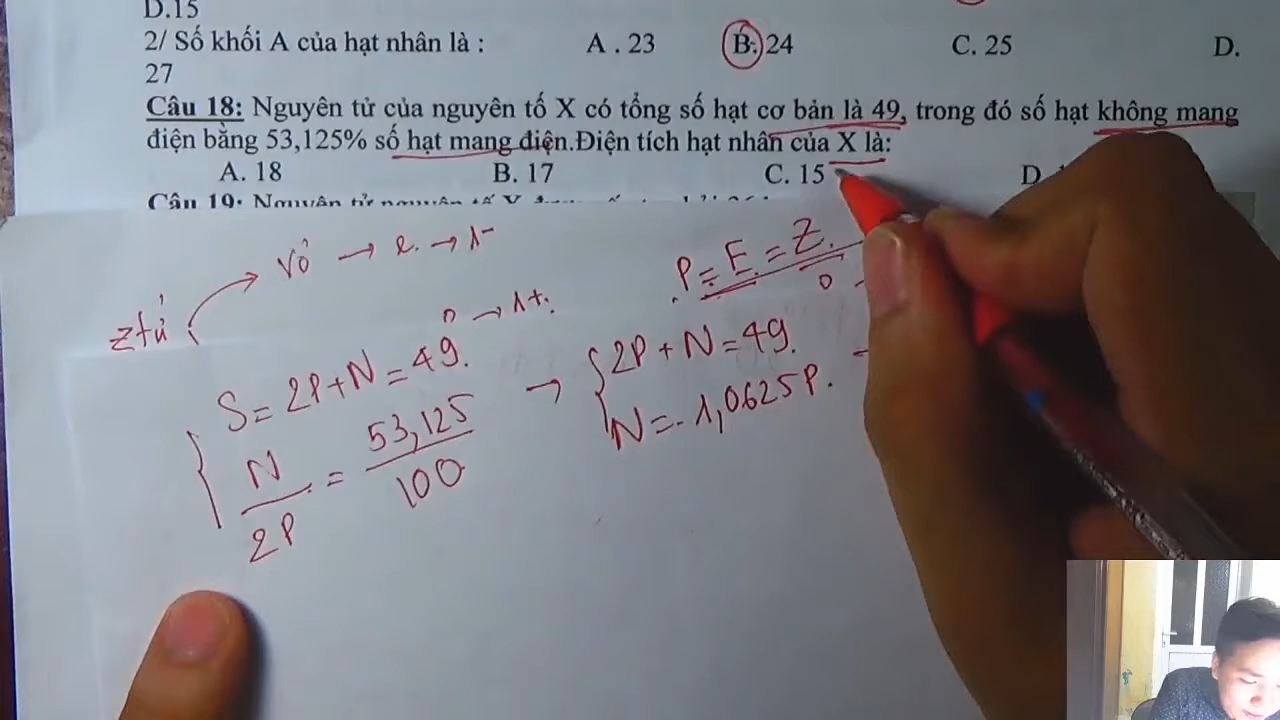 D.15
2/ Số khối A của hạt nhân là : A . 23 B. 24 C. 25 D.
27
Câu 18: Nguyên tử của nguyên tố X có tổng số hạt cơ bản là 49, trong đó số hạt không mang
điện bằng 53,125% số hạt mang điện.Điện tích hạt nhân của X là:
A. 18 B. 17 C. 15 D.
Câu 19:
Vỏ → e. → 1-
P = E = Z.
→ 1+.
S = 2P + N = 49.
N/2P = 53,125/100
→ 2P + N = 49.
N = 1,0625P.